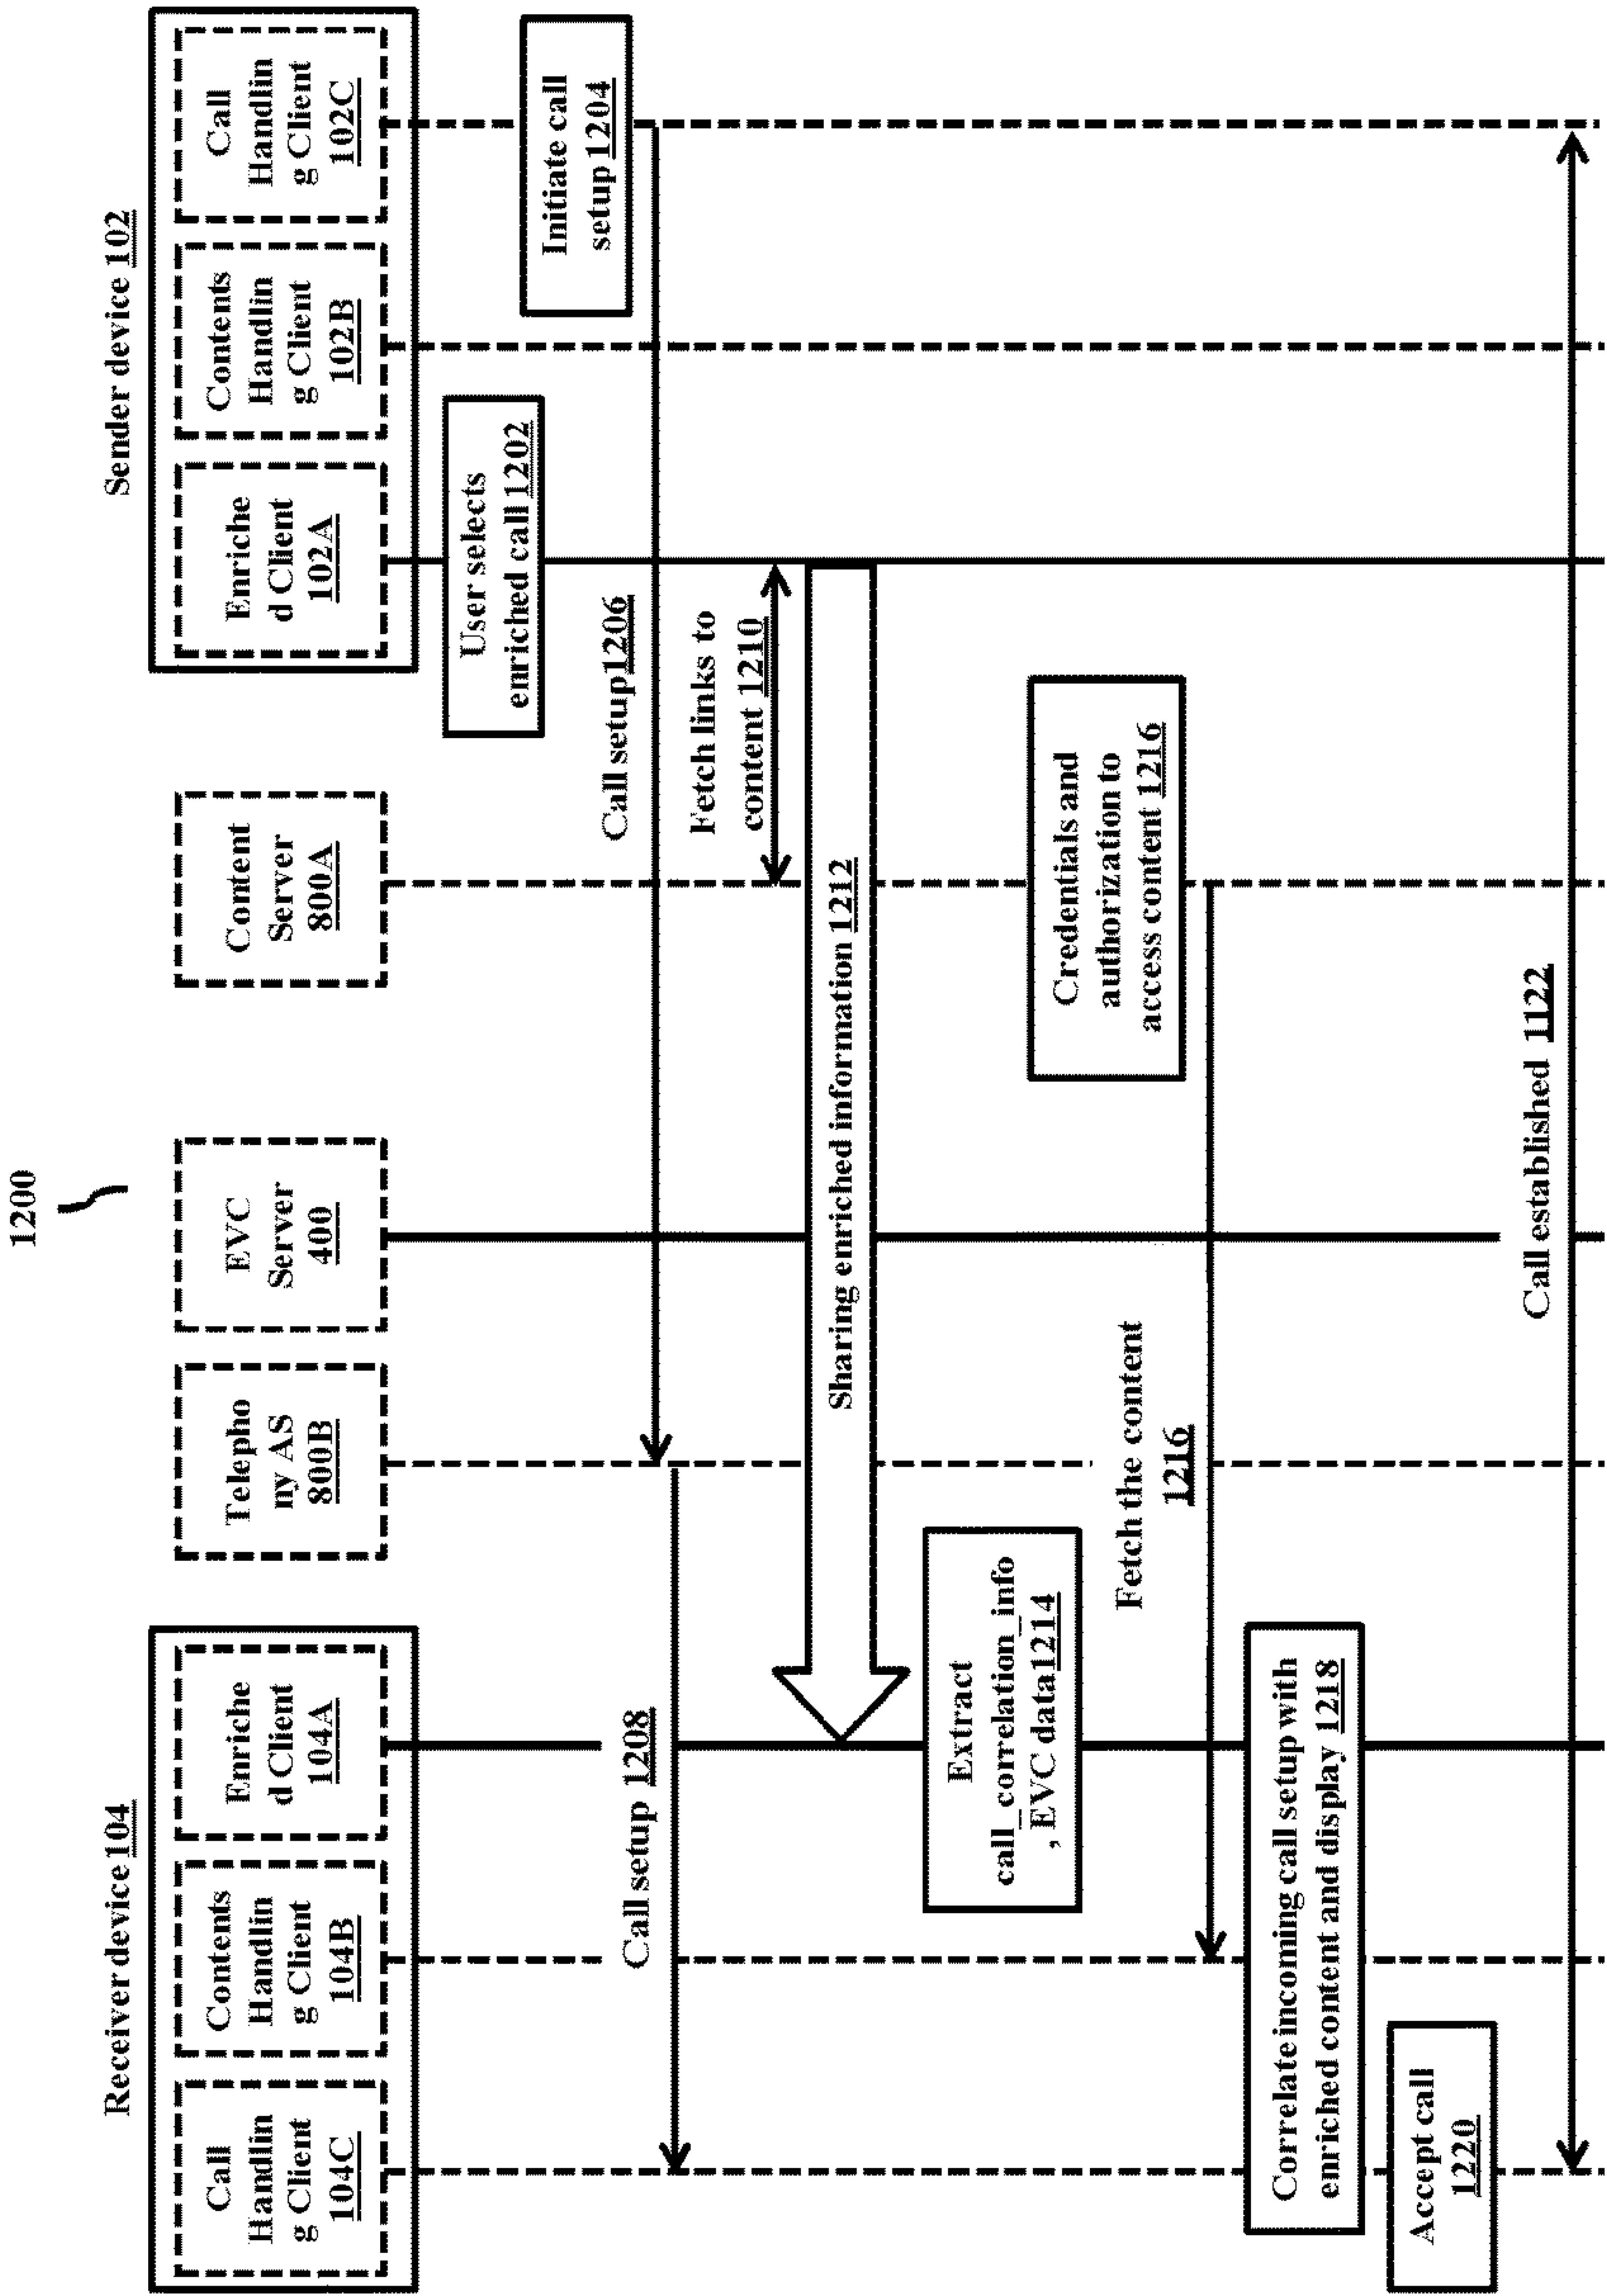 1200
Receiver device104
Sender device 102
Call
Handlin
g Client
104C
Contents
Handlin
g Client
104B
Enriche
d Client
104A
Telepho
ny AS
800B
EVC
Server
400
Content
Server
800A
Enriche
d Client
102A
Contents
Handlin
g Client
102B
Call
Handlin
g Client
102C
User selects
enriched call 1202
Initiate call
setup 1204
Call setup1206
Call setup 1208
Fetch links to
content 1210
Sharing enriched information 1212
Extract
call_correlation_info
, EVC data1214
Credentials and
authorization to
access content 1216
Fetch the content
1216
Correlate incoming call setup with
enriched content and display 1218
Accept call
1220
Call established 1122